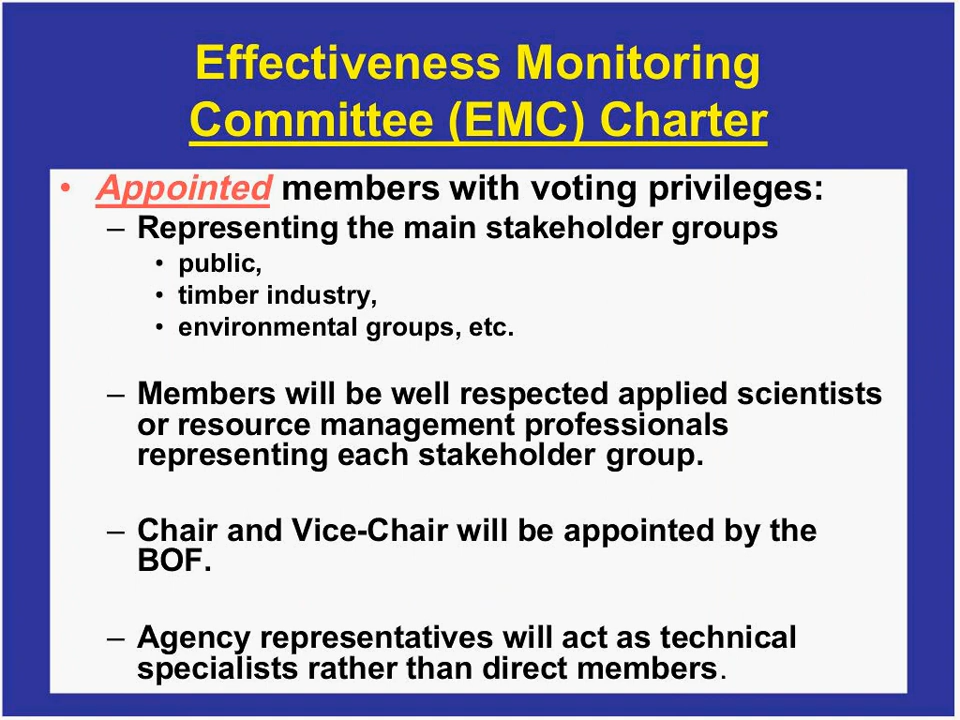 Effectiveness Monitoring
Committee (EMC) Charter
• Appointed members with voting privileges:
– Representing the main stakeholder groups
• public,
• timber industry,
• environmental groups, etc.
– Members will be well respected applied scientists
or resource management professionals
representing each stakeholder group.
– Chair and Vice-Chair will be appointed by the
BOF.
– Agency representatives will act as technical
specialists rather than direct members.